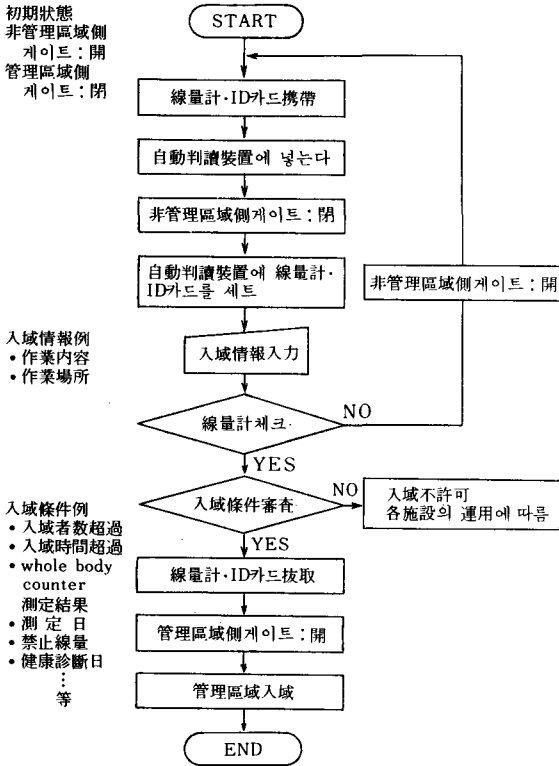 初期狀態
非管理區域側
게이트:開
管理區域側
게이트:閉
START
線量計·ID카드携帶
自動判讀裝置에 넣는다
非管理區域側게이트:閉
自動判讀裝置에 線量計·
ID카드를 세트
非管理區域側게이트:開
入域情報例
• 作業內容
• 作業場所
入域情報入力
線量計체크
NO
YES
入域條件審査
NO
入域不許可
各施設의 運用에 따름
YES
入域條件例
• 入域者數超過
• 入域時間超過
• whole body
counter
測定結果
• 測 定 日
• 禁止線量
• 健康診斷日
⋮
等
線量計·ID카드拔取
管理區域側게이트:開
管理區域入域
END